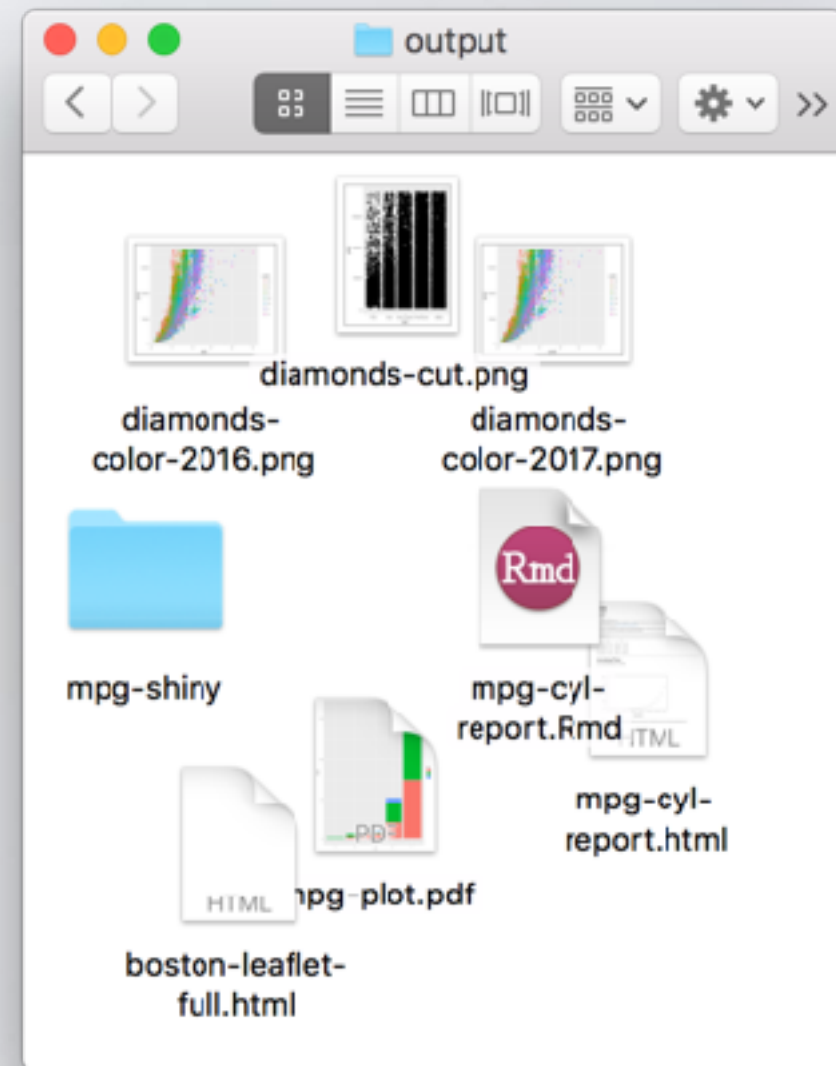 output
diamonds-cut.png
diamonds-
color-2016.png
diamonds-
color-2017.png
Rmd
mpg-shiny
mpg-cyl-
report.Rmd
HTML
mpg-cyl-
report.html
PDF
mpg-plot.pdf
HTML
boston-leaflet-
full.html